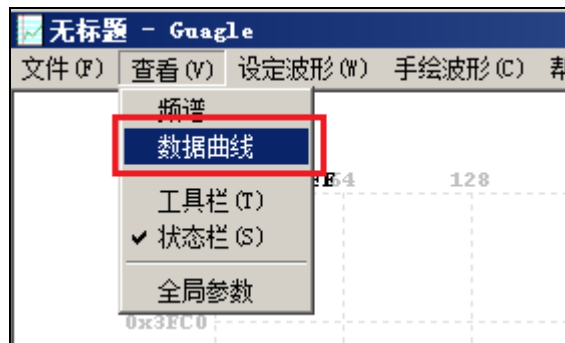 无标题 - Guagle
文件(F) 查看(V) 设定波形(W) 手绘波形(C)
频谱
数据曲线
64 128
工具栏(T)
状态栏(S)
全局参数
0x3FC0